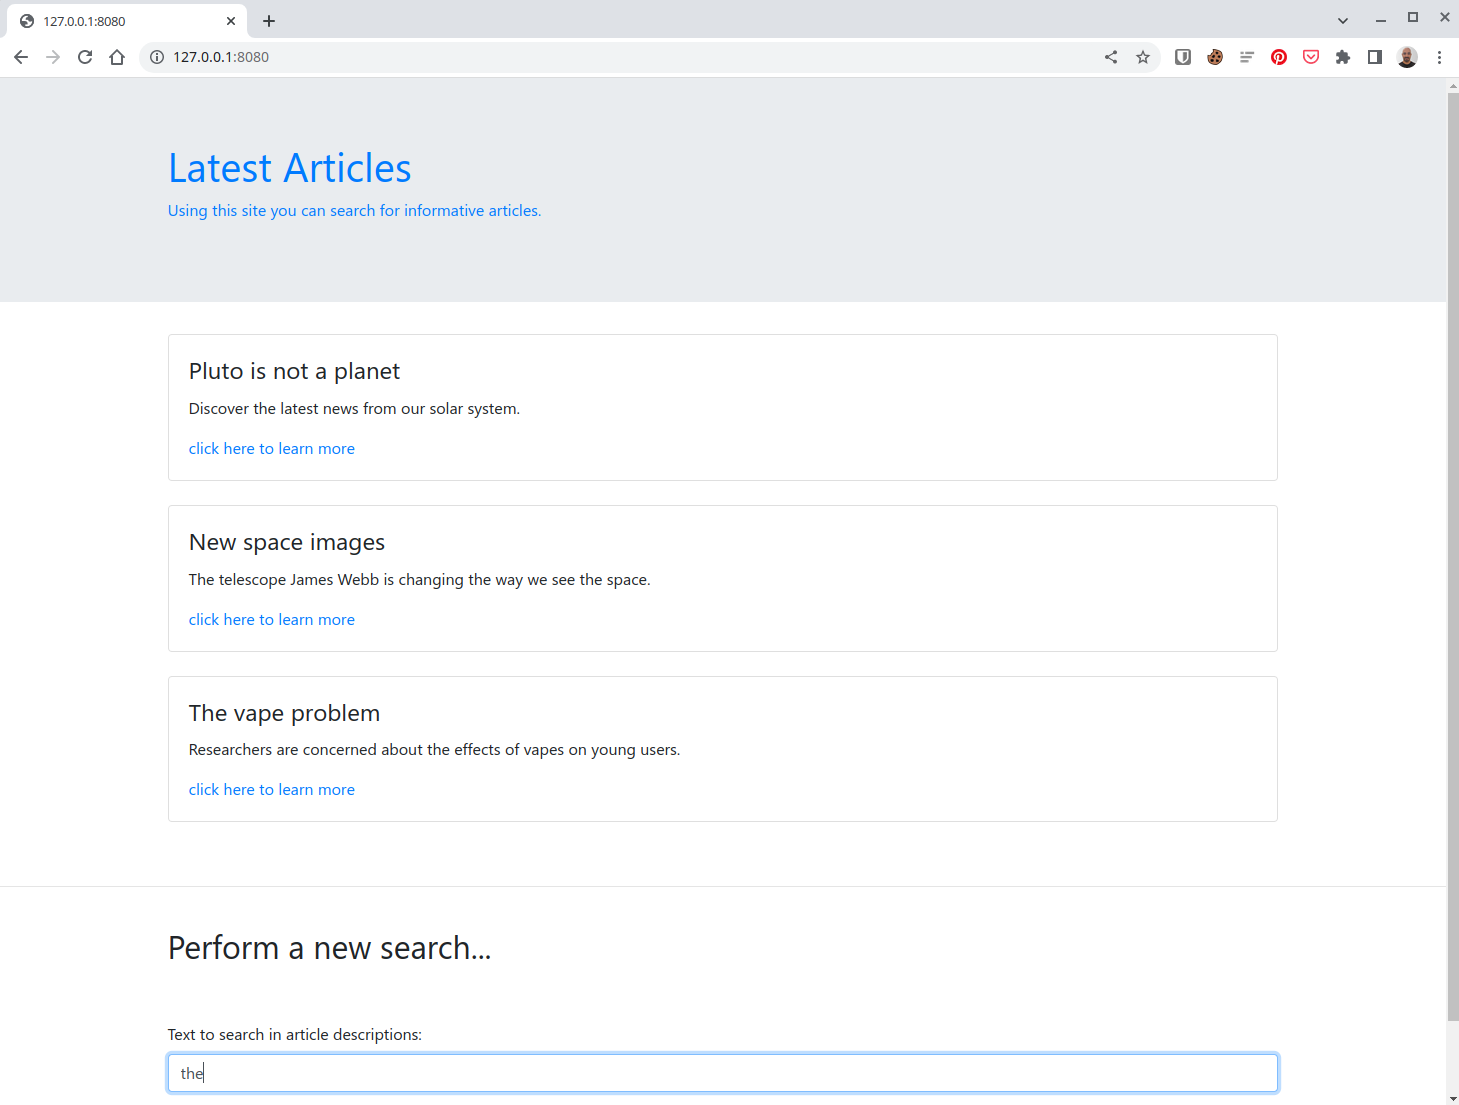 127.0.0.1:8080
127.0.0.1:8080
Latest Articles
Using this site you can search for informative articles.
Pluto is not a planet
Discover the latest news from our solar system.
click here to learn more
New space images
The telescope James Webb is changing the way we see the space.
click here to learn more
The vape problem
Researchers are concerned about the effects of vapes on young users.
click here to learn more
Perform a new search...
Text to search in article descriptions:
the